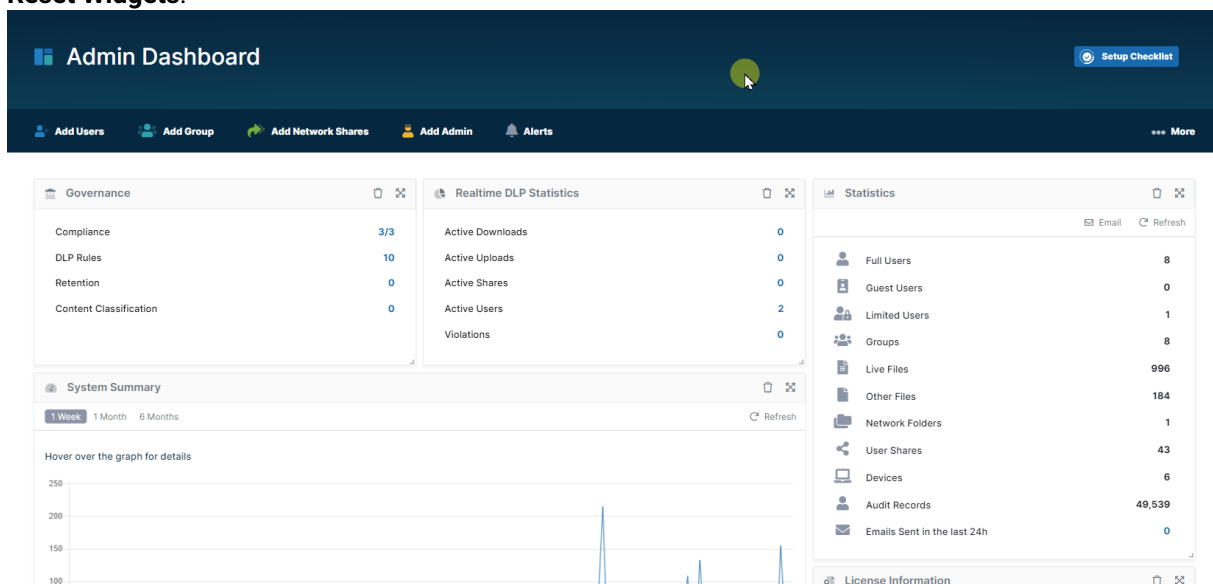 Reset Widgets.
Admin Dashboard
Setup Checklist
Add Users
Add Group
Add Network Shares
Add Admin
Alerts
More
Governance
Compliance 3/3
DLP Rules 10
Retention 0
Content Classification 0
Realtime DLP Statistics
Active Downloads 0
Active Uploads 0
Active Shares 0
Active Users 2
Violations 0
System Summary
1 Week 1 Month 6 Months Refresh
Hover over the graph for details
250
200
150
100
Statistics
Email Refresh
Full Users 8
Guest Users 0
Limited Users 1
Groups 8
Live Files 996
Other Files 184
Network Folders 1
User Shares 43
Devices 6
Audit Records 49,539
Emails Sent in the last 24h 0
License Information